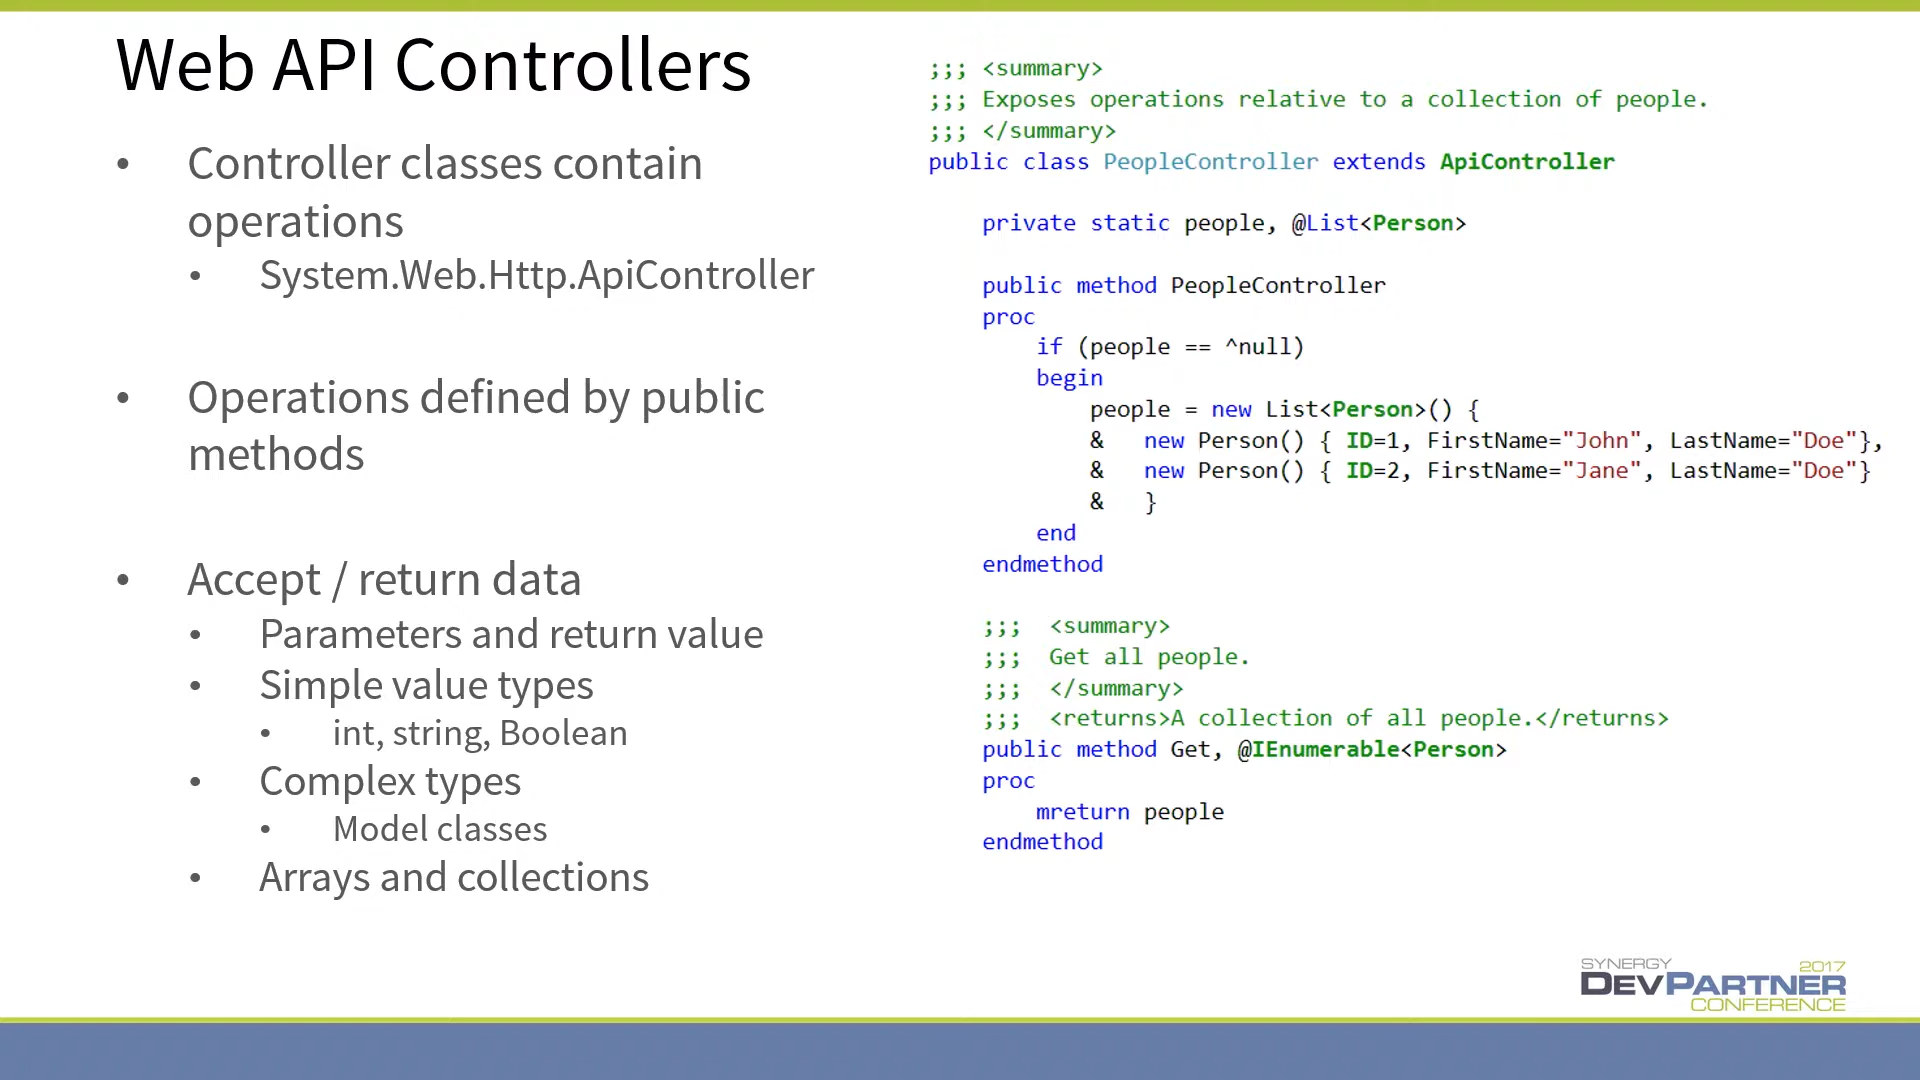 Web API Controllers
• Controller classes contain
operations
• System.Web.Http.ApiController
• Operations defined by public
methods
• Accept / return data
• Parameters and return value
• Simple value types
• int, string, Boolean
• Complex types
• Model classes
• Arrays and collections
;;; <summary>
;;; Exposes operations relative to a collection of people.
;;; </summary>
public class PeopleController extends ApiController
private static people, @List<Person>
public method PeopleController
proc
if (people == ^null)
begin
people = new List<Person>() {
& new Person() { ID=1, FirstName="John", LastName="Doe"},
& new Person() { ID=2, FirstName="Jane", LastName="Doe"}
& }
end
endmethod
;;; <summary>
;;; Get all people.
;;; </summary>
;;; <returns>A collection of all people.</returns>
public method Get, @IEnumerable<Person>
proc
mreturn people
endmethod
SYNERGY 2017
DEVPARTNER
CONFERENCE